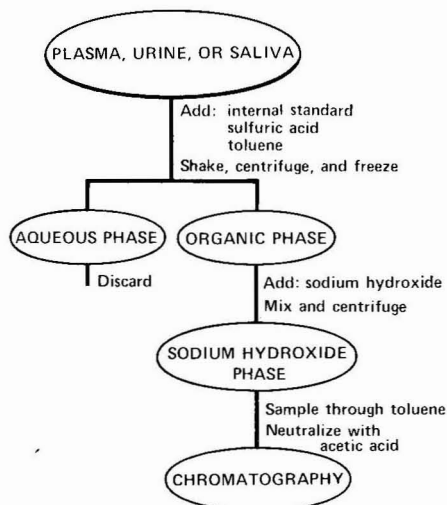 PLASMA, URINE, OR SALIVA
Add: internal standard
sulfuric acid
toluene
Shake, centrifuge, and freeze
AQUEOUS PHASE
ORGANIC PHASE
Discard
Add: sodium hydroxide
Mix and centrifuge
SODIUM HYDROXIDE
PHASE
Sample through toluene
Neutralize with
acetic acid
CHROMATOGRAPHY